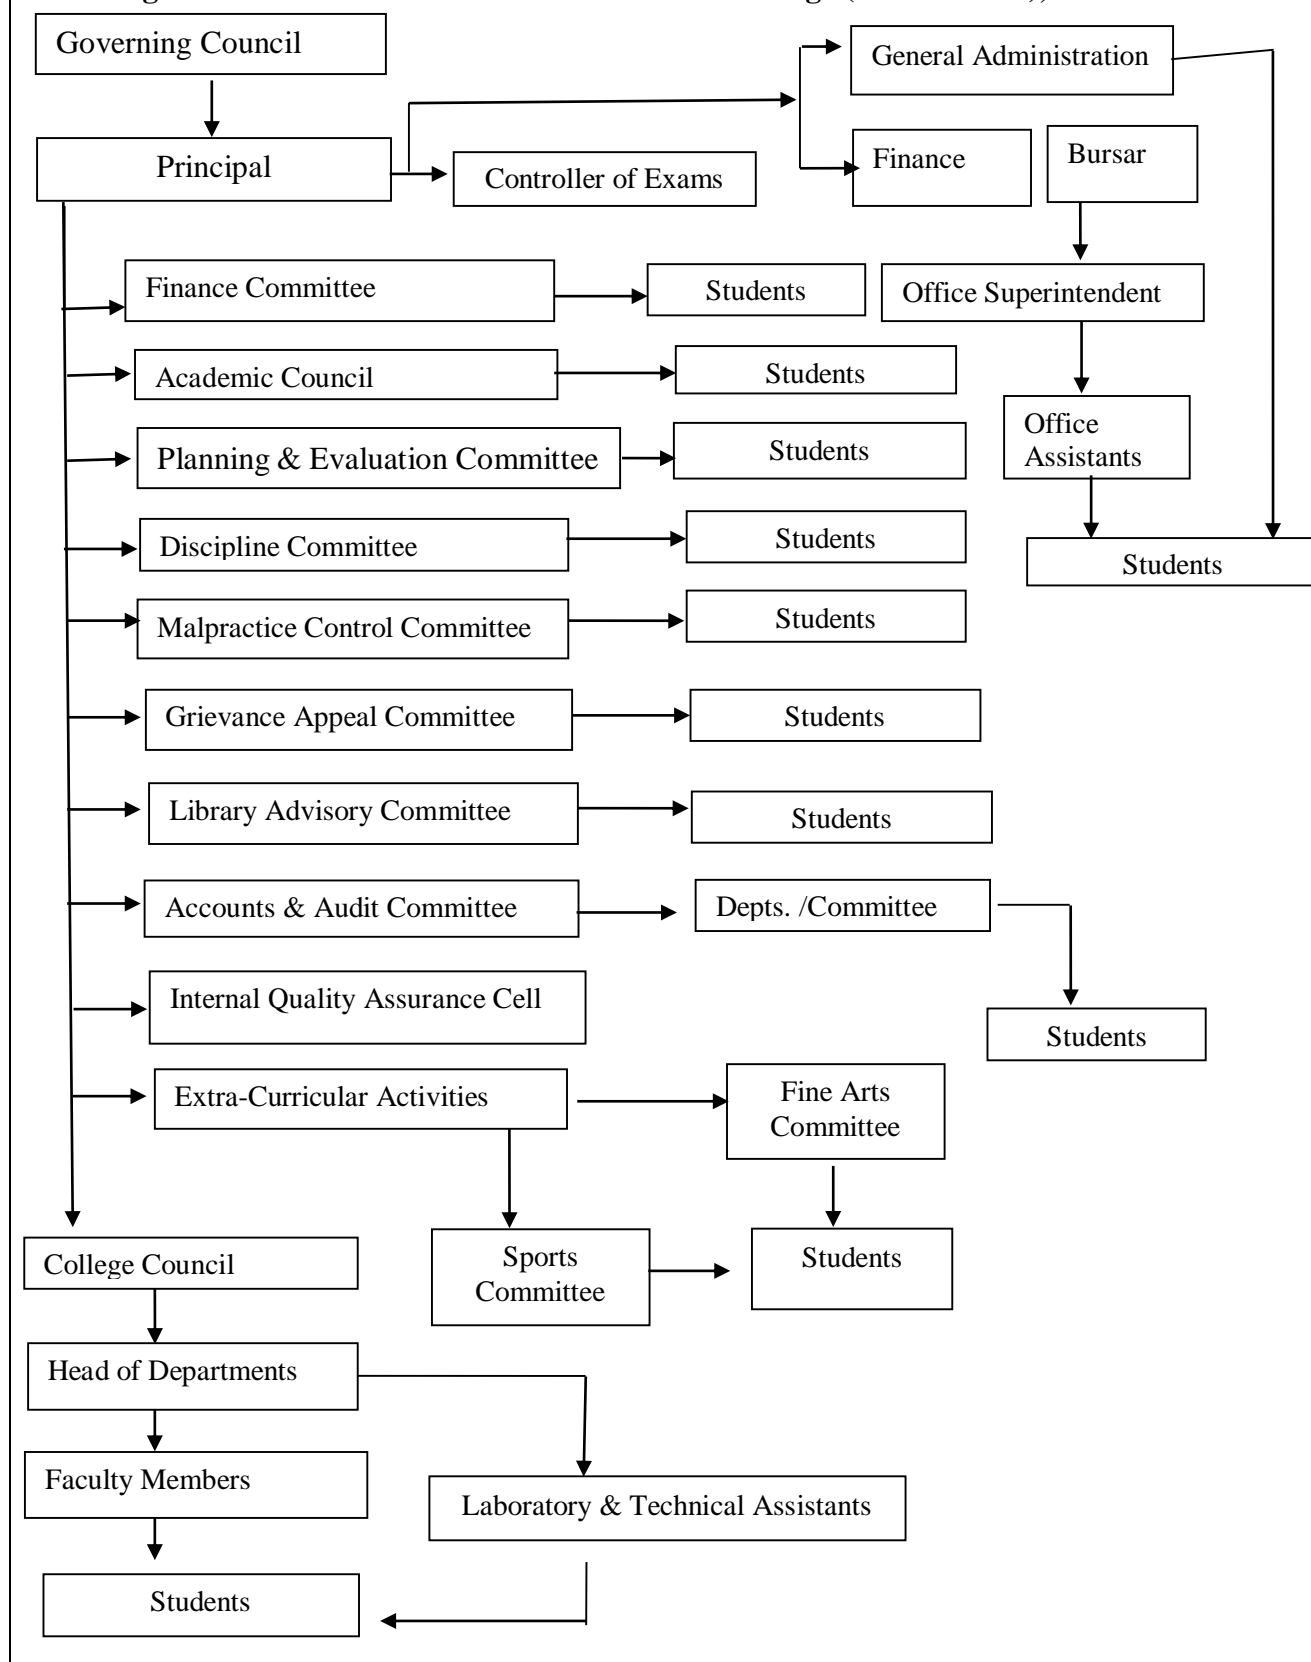 Governing Council
General Administration
Principal
Controller of Exams
Finance
Bursar
Finance Committee
Students
Office Superintendent
Academic Council
Students
Office
Assistants
Planning & Evaluation Committee
Students
Discipline Committee
Students
Students
Malpractice Control Committee
Students
Grievance Appeal Committee
Students
Library Advisory Committee
Students
Accounts & Audit Committee
Depts. /Committee
Internal Quality Assurance Cell
Students
Extra-Curricular Activities
Fine Arts
Committee
College Council
Sports
Committee
Students
Head of Departments
Faculty Members
Laboratory & Technical Assistants
Students